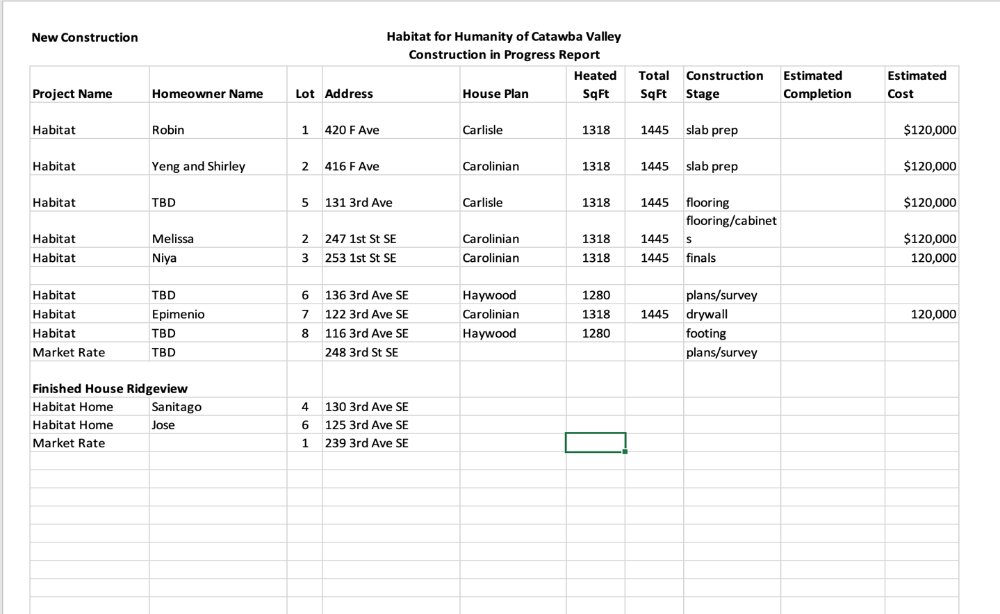 New Construction
Habitat for Humanity of Catawba Valley
Construction in Progress Report
Project Name Homeowner Name Lot Address House Plan Heated SqFt Total SqFt Construction Stage Estimated Completion Estimated Cost
Habitat Robin 1 420 F Ave Carlisle 1318 1445 slab prep $120,000
Habitat Yeng and Shirley 2 416 F Ave Carolinian 1318 1445 slab prep $120,000
Habitat TBD 5 131 3rd Ave Carlisle 1318 1445 flooring $120,000
Habitat Melissa 2 247 1st St SE Carolinian 1318 1445 flooring/cabinets $120,000
Habitat Niya 3 253 1st St SE Carolinian 1318 1445 finals 120,000
Habitat TBD 6 136 3rd Ave SE Haywood 1280 plans/survey
Habitat Epimenio 7 122 3rd Ave SE Carolinian 1318 1445 drywall 120,000
Habitat TBD 8 116 3rd Ave SE Haywood 1280 footing
Market Rate TBD 248 3rd St SE plans/survey
Finished House Ridgeview
Habitat Home Sanitago 4 130 3rd Ave SE
Habitat Home Jose 6 125 3rd Ave SE
Market Rate 1 239 3rd Ave SE